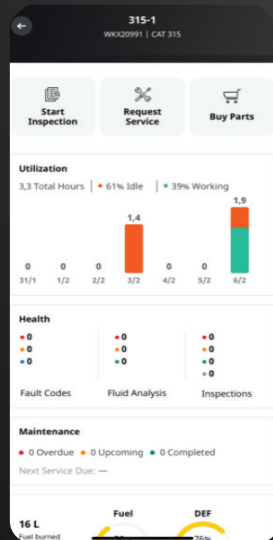 315-1
WKX20991 | CAT 315
Start Inspection
Request Service
Buy Parts
Utilization
3,3 Total Hours | • 61% Idle | • 39% Working
1,9
1,4
0 0 0 0 0
31/1 1/2 2/2 3/2 4/2 5/2 6/2
Health
• 0 • 0 • 0
• 0 • 0 • 0
• 0 • 0 • 0
• 0
Fault Codes Fluid Analysis Inspections
Maintenance
• 0 Overdue • 0 Upcoming • 0 Completed
Next Service Due: —
Fuel DEF
16 L
76%
Fuel burned